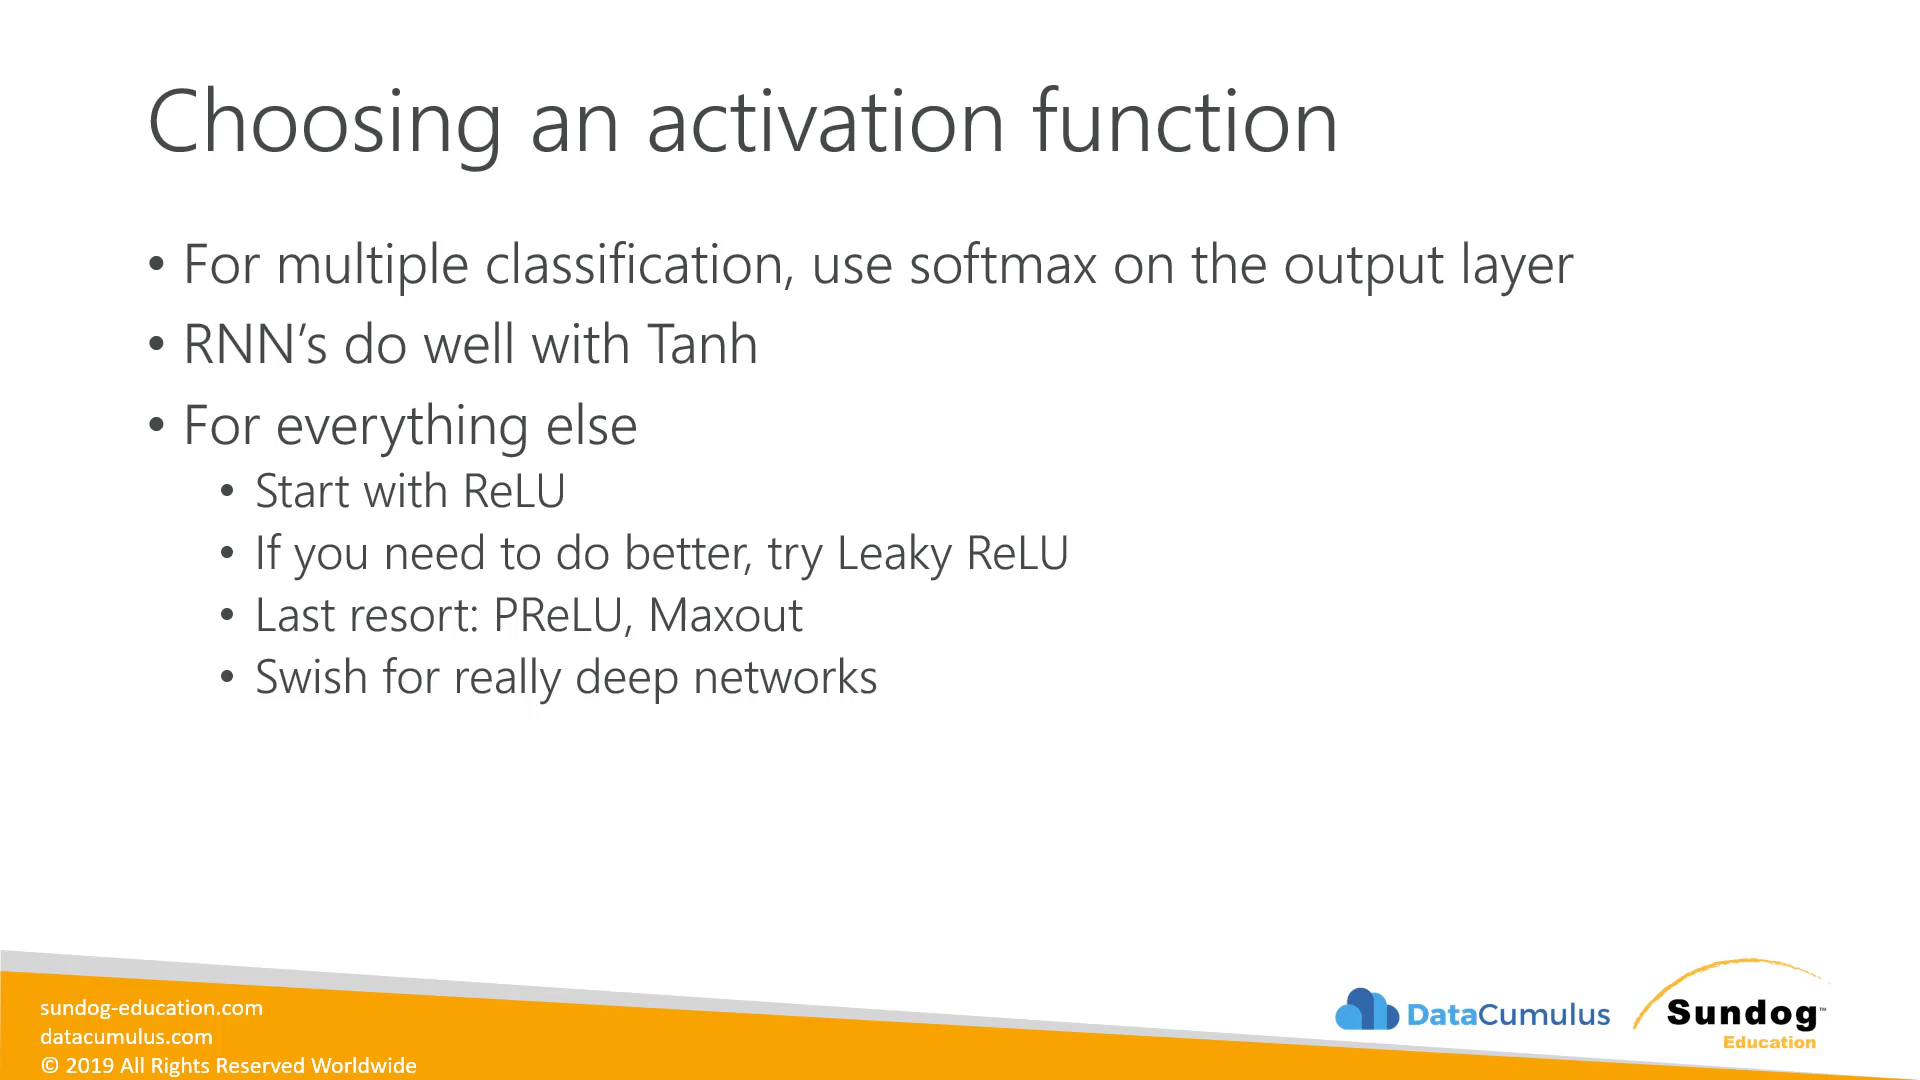 Choosing an activation function
• For multiple classification, use softmax on the output layer
• RNN’s do well with Tanh
• For everything else
• Start with ReLU
• If you need to do better, try Leaky ReLU
• Last resort: PReLU, Maxout
• Swish for really deep networks
sundog-education.com
datacumulus.com
© 2019 All Rights Reserved Worldwide
DataCumulus
Sundog™
Education